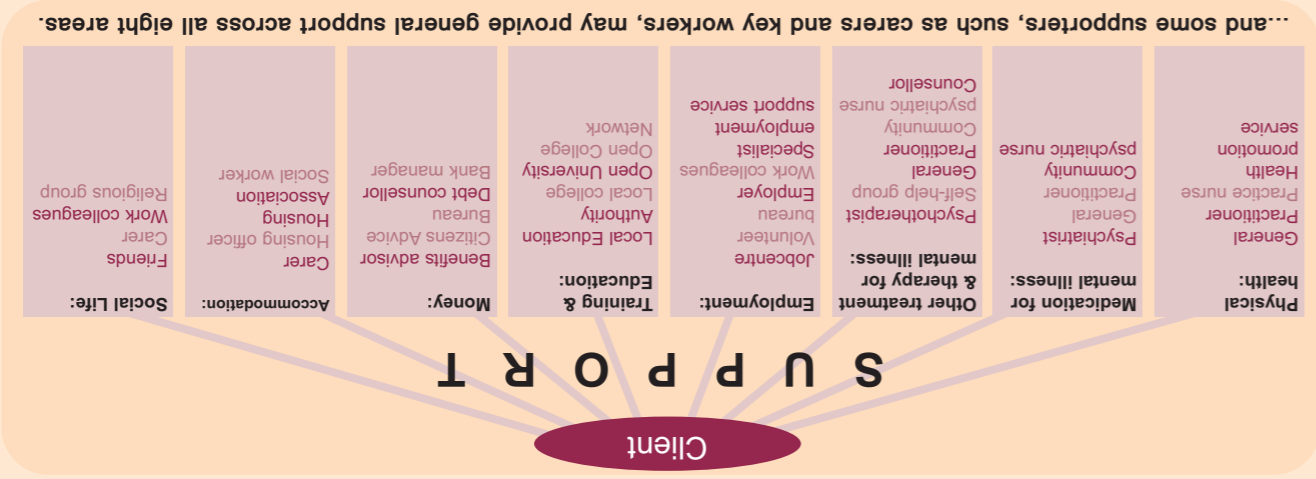 Client
S U P P O R T
Physical
health:
General
Practitioner
Practice nurse
Health
promotion
service
Medication for
mental illness:
Psychiatrist
General
Practitioner
Community
psychiatric nurse
Other treatment
& therapy for
mental illness:
Psychotherapist
Self-help group
General
Practitioner
Community
psychiatric nurse
Counsellor
Employment:
Jobcentre
Volunteer
bureau
Employer
Work colleagues
Specialist
employment
support service
Training &
Education:
Local Education
Authority
Local college
Open University
Open College
Network
Money:
Benefits advisor
Citizens Advice
Bureau
Debt counsellor
Bank manager
Accommodation:
Carer
Housing officer
Housing
Association
Social worker
Social Life:
Friends
Carer
Work colleagues
Religious group
...and some supporters, such as carers and key workers, may provide general support across all eight areas.